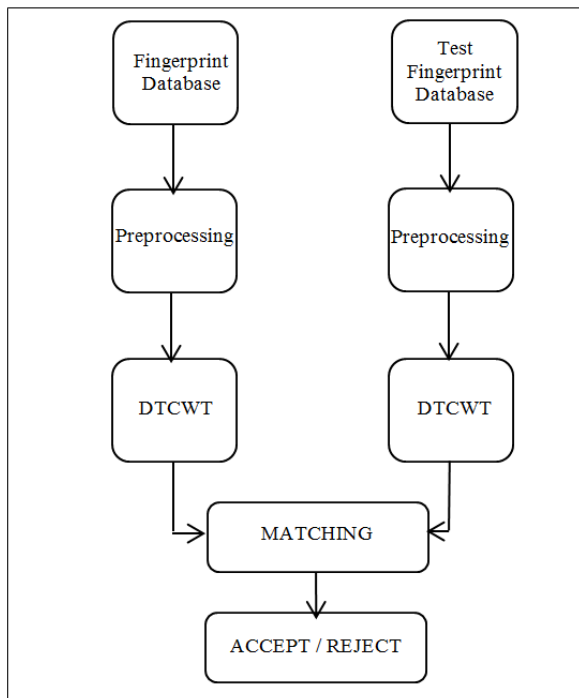 Fingerprint
Database
Test
Fingerprint
Database
Preprocessing
Preprocessing
DTCWT
DTCWT
MATCHING
ACCEPT / REJECT